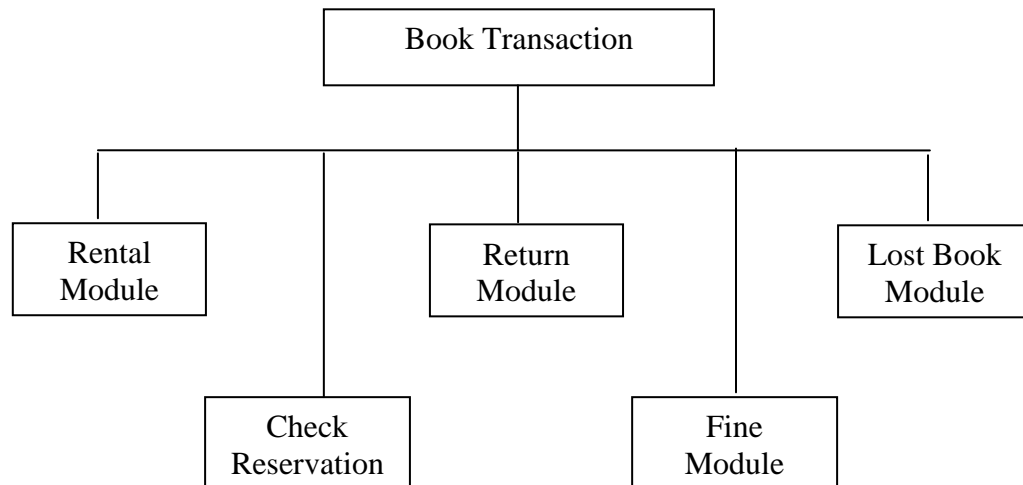 Book Transaction
Rental
Module
Return
Module
Lost Book
Module
Check
Reservation
Fine
Module